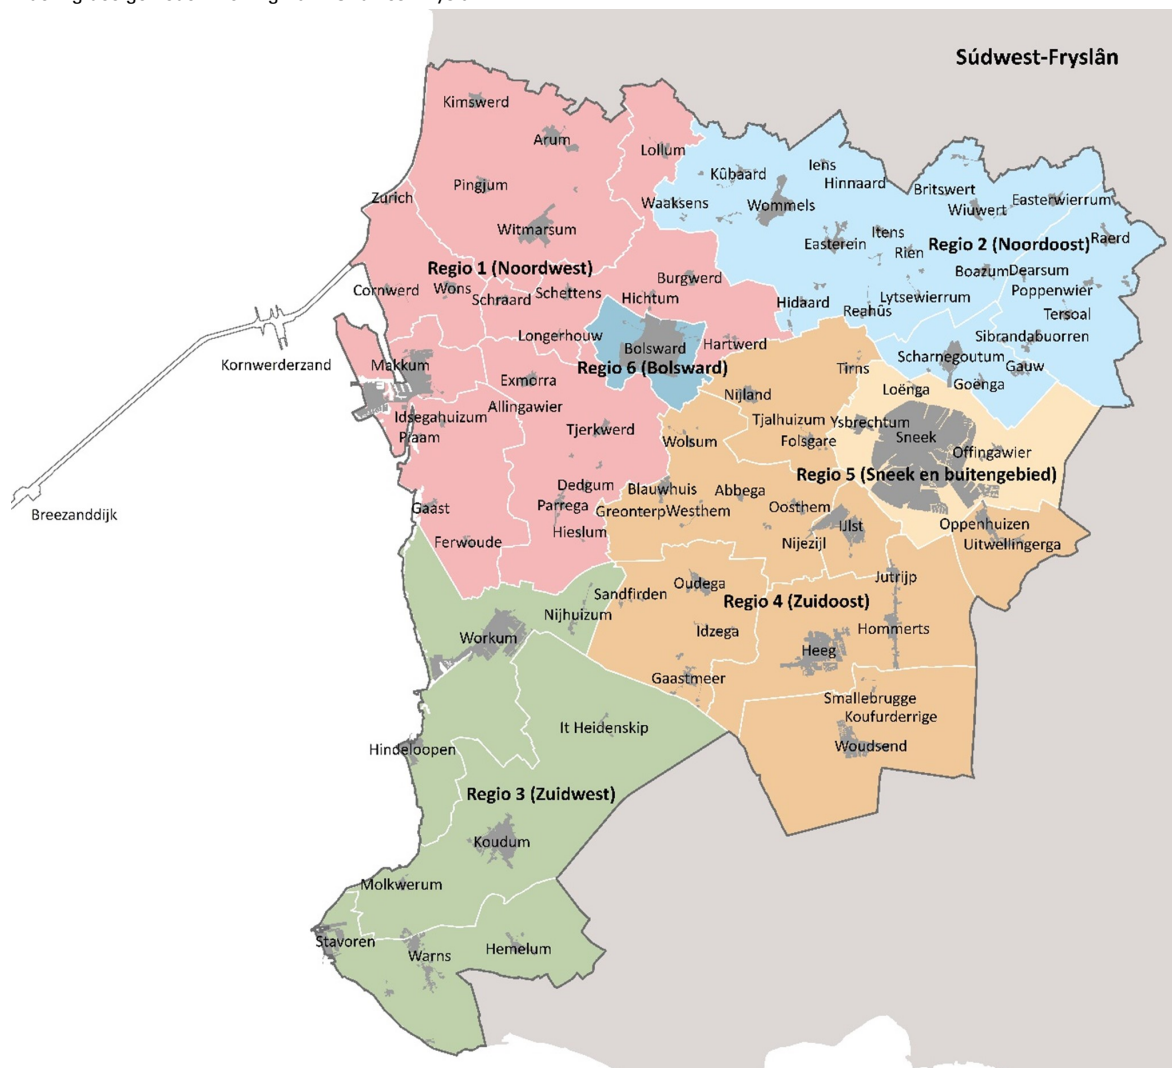 Súdwest-Fryslân
Kimswerd
Arum
Lollum
Pingjum
Zurich
Waaksens
Witmarsum
Regio 1 (Noordwest)
Burgwerd
Cornwerd
Wons
Schraard
Schettens
Hichtum
Longerhouw
Hartwerd
Kornwerderzand
Makkum
Exmorra
Allingawier
Idsegahuizum
Piaam
Tjerkwerd
Dedgum
Parrega
Hieslum
Gaast
Ferwoude
Breezanddijk
Bolsward
Regio 6 (Bolsward)
Kûbaard
Iens
Hinnaard
Wommels
Britswert
Wiuwert
Easterwierrum
Easterein
Itens
Rien
Regio 2 (Noordoost)
Raerd
Boazum
Dearsum
Poppenwier
Hidaard
Lytsewierrum
Reahûs
Tersoal
Sibrandabuorren
Scharnegoutum
Gauw
Goënga
Tirns
Loënga
Nijland
Tjalhuizum
Ysbrechtum
Sneek
Folsgare
Wolsum
Offingawier
Regio 5 (Sneek en buitengebied)
Blauwhuis
Abbega
Greonterp
Westhem
Oosthem
IJlst
Nijezijl
Oppenhuizen
Uitwellingerga
Jutrijp
Oudega
Sandfirden
Regio 4 (Zuidoost)
Idzega
Hommerts
Heeg
Gaastmeer
Smallebrugge
Koufurderrige
Woudsend
Nijhuizum
Workum
It Heidenskip
Hindeloopen
Regio 3 (Zuidwest)
Koudum
Molkwerum
Stavoren
Warns
Hemelum